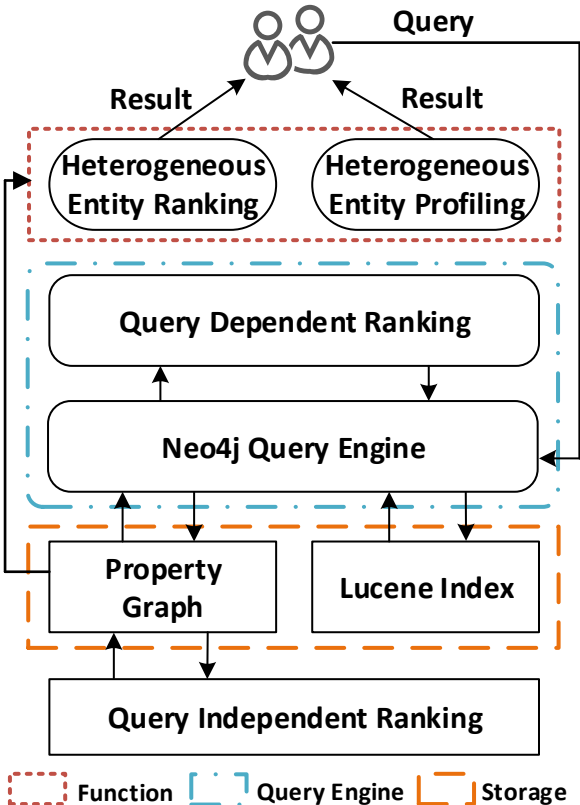 Query
Result
Result
Heterogeneous
Entity Ranking
Heterogeneous
Entity Profiling
Query Dependent Ranking
Neo4j Query Engine
Property
Graph
Lucene Index
Query Independent Ranking
Function
Query Engine
Storage